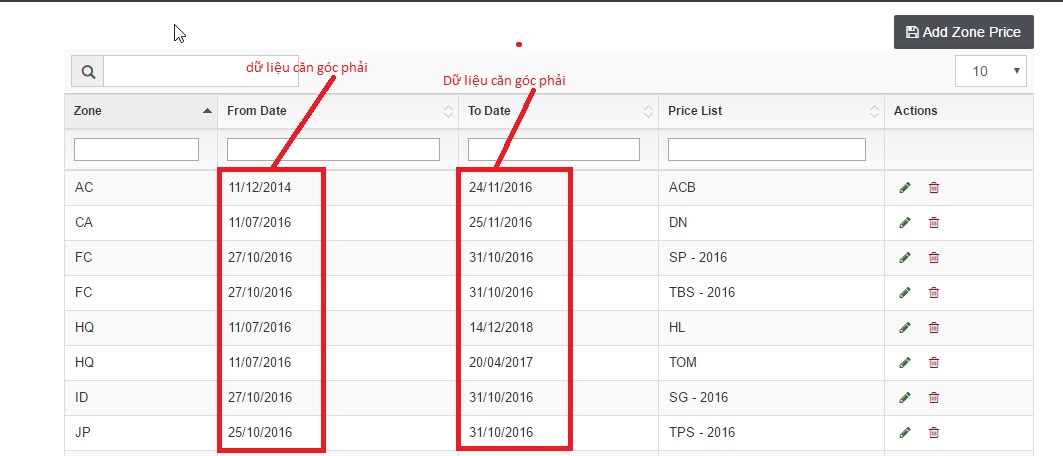 Add Zone Price
dữ liệu căn góc phải
Dữ liệu căn góc phải
10
Zone From Date To Date Price List Actions
AC 11/12/2014 24/11/2016 ACB
CA 11/07/2016 25/11/2016 DN
FC 27/10/2016 31/10/2016 SP - 2016
FC 27/10/2016 31/10/2016 TBS - 2016
HQ 11/07/2016 14/12/2018 HL
HQ 11/07/2016 20/04/2017 TOM
ID 27/10/2016 31/10/2016 SG - 2016
JP 25/10/2016 31/10/2016 TPS - 2016